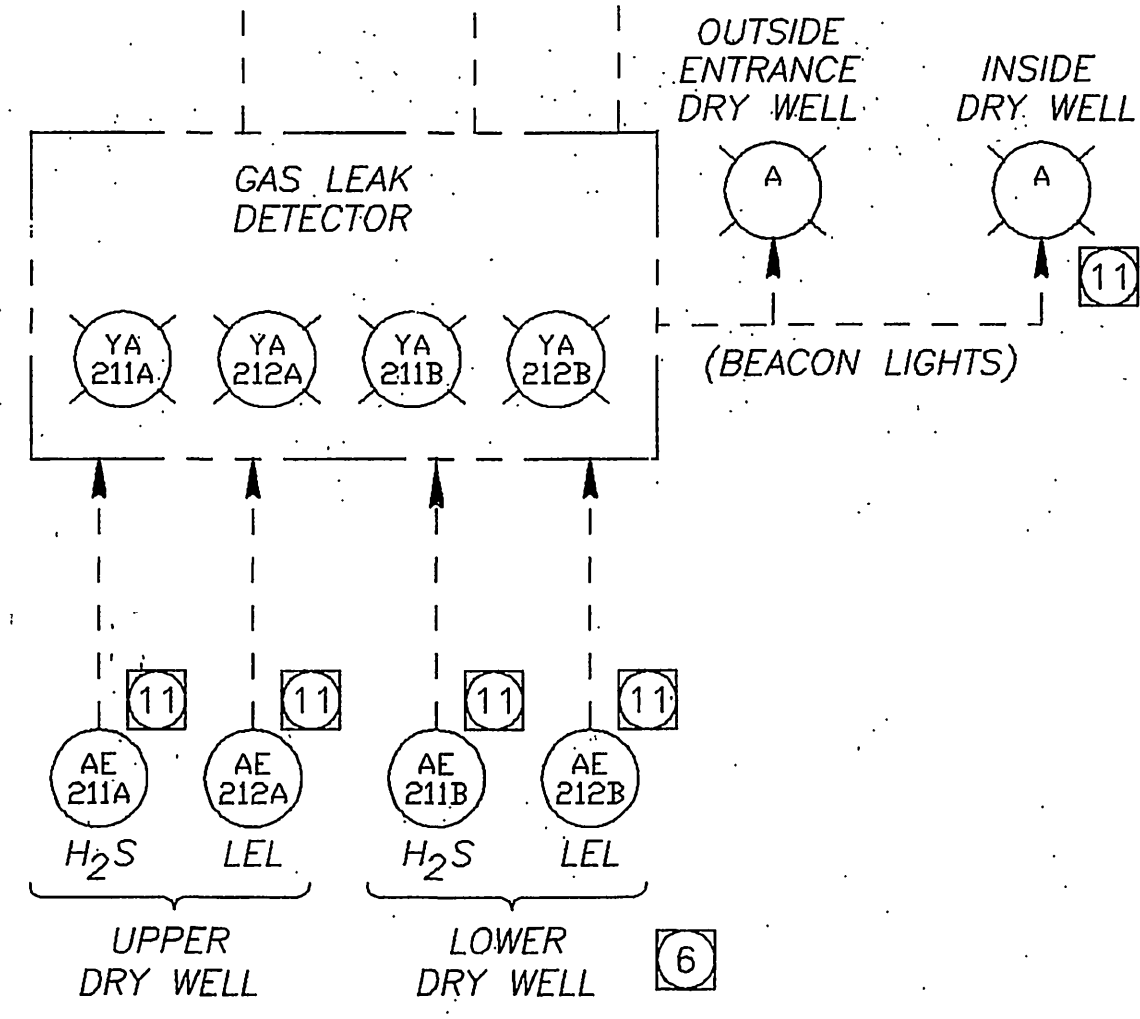 OUTSIDE
ENTRANCE
DRY WELL
INSIDE
DRY WELL
A
A
11
GAS LEAK
DETECTOR
YA
211A
YA
212A
YA
211B
YA
212B
(BEACON LIGHTS)
11
11
11
11
AE
211A
AE
212A
AE
211B
AE
212B
H2S
LEL
H2S
LEL
UPPER
DRY WELL
LOWER
DRY WELL
6